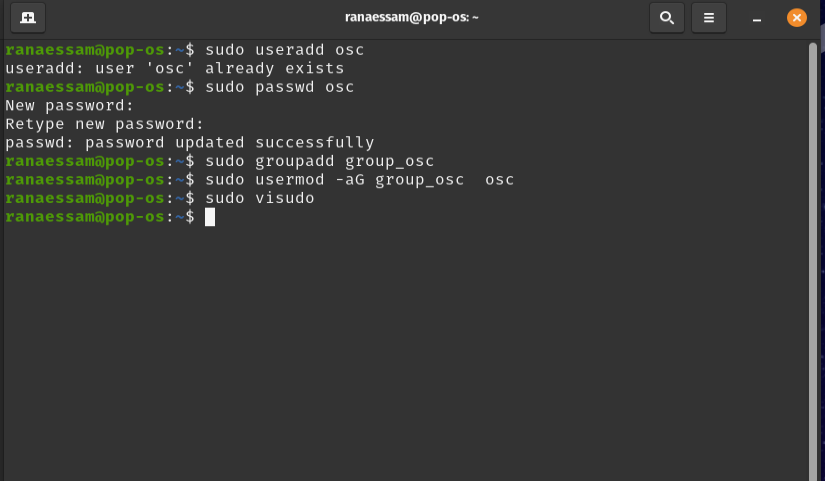 ranaessam@pop-os: ~
ranaessam@pop-os:~$ sudo useradd osc
useradd: user 'osc' already exists
ranaessam@pop-os:~$ sudo passwd osc
New password:
Retype new password:
passwd: password updated successfully
ranaessam@pop-os:~$ sudo groupadd group_osc
ranaessam@pop-os:~$ sudo usermod -aG group_osc  osc
ranaessam@pop-os:~$ sudo visudo
ranaessam@pop-os:~$